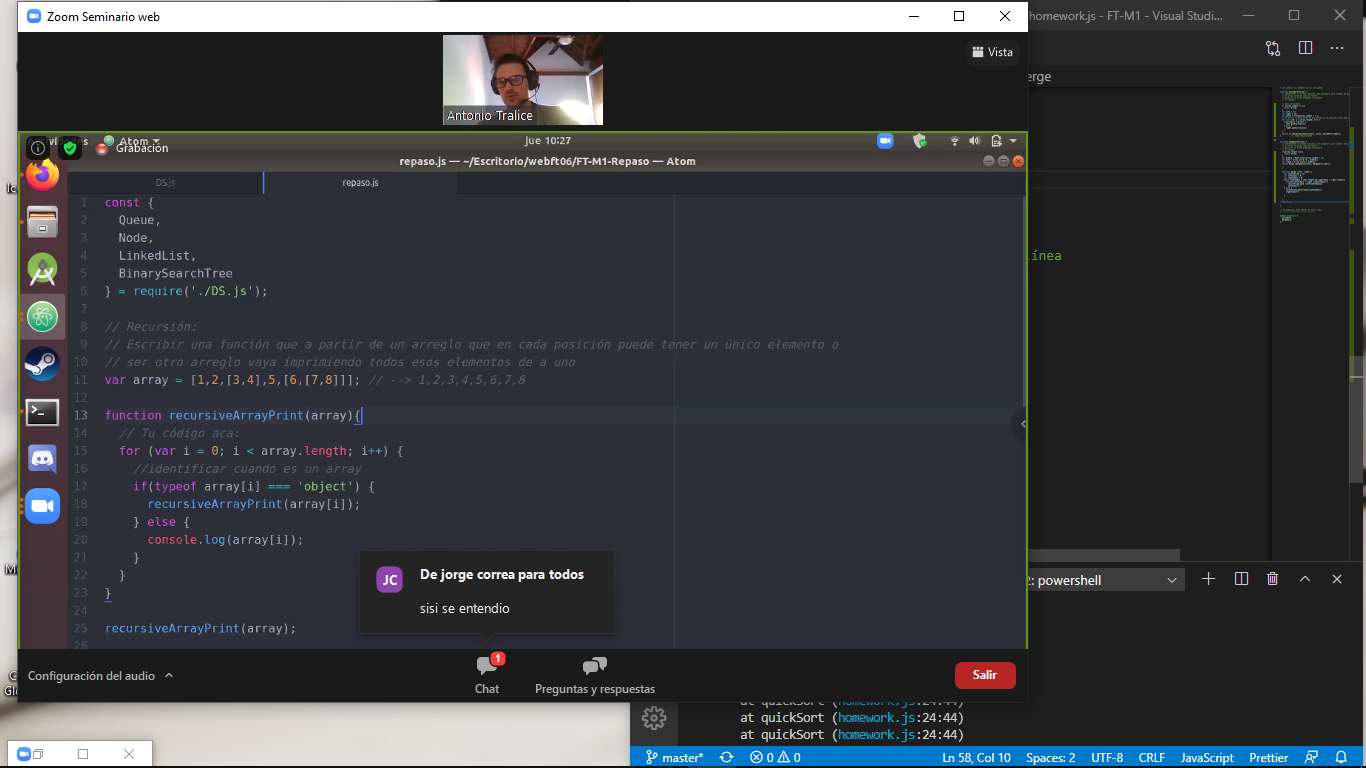 Zoom Seminario web
homework.js - FT-M1 - Visual Studi...
Vista
erge
Antonio Tralice
Atom
Jue 10:27
Grabación
repaso.js — ~/Escritorio/webft06/FT-M1-Repaso — Atom
DS.js
repaso.js
1 const {
2 Queue,
3 Node,
4 LinkedList,
5 BinarySearchTree
6 } = require('./DS.js');
7
8 // Recursión:
9 // Escribir una función que a partir de un arreglo que en cada posición puede tener un único elemento o
10 // ser otro arreglo vaya imprimiendo todos esos elementos de a uno
11 var array = [1,2,[3,4],5,[6,[7,8]]]; // --> 1,2,3,4,5,6,7,8
12
13 function recursiveArrayPrint(array){
14 // Tu código aca:
15 for (var i = 0; i < array.length; i++) {
16 //identificar cuando es un array
17 if(typeof array[i] === 'object') {
18 recursiveArrayPrint(array[i]);
19 } else {
20 console.log(array[i]);
21 }
22 }
23 }
24
25 recursiveArrayPrint(array);
26
ínea
JC
De jorge correa para todos
sisi se entendio
2: powershell
Configuración del audio
1
Chat
Preguntas y respuestas
Salir
at quickSort (homework.js:24:44)
at quickSort (homework.js:24:44)
at quickSort (homework.js:24:44)
master*
0
0
Ln 58, Col 10
Spaces: 2
UTF-8
CRLF
JavaScript
Prettier